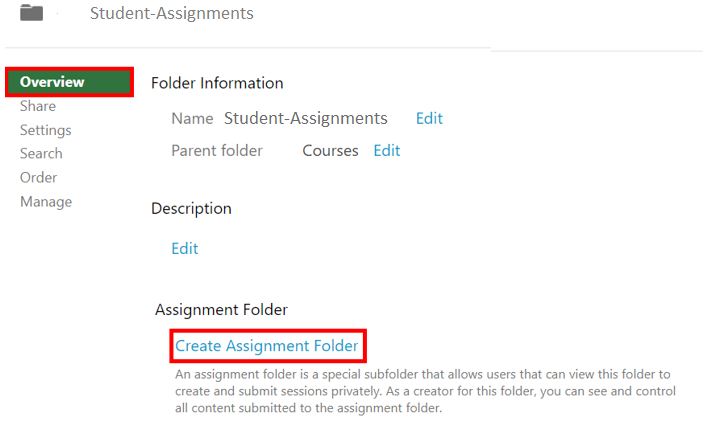 Student-Assignments
Overview
Share
Settings
Search
Order
Manage
Folder Information
Name Student-Assignments Edit
Parent folder Courses Edit
Description
Edit
Assignment Folder
Create Assignment Folder
An assignment folder is a special subfolder that allows users that can view this folder to
create and submit sessions privately. As a creator for this folder, you can see and control
all content submitted to the assignment folder.